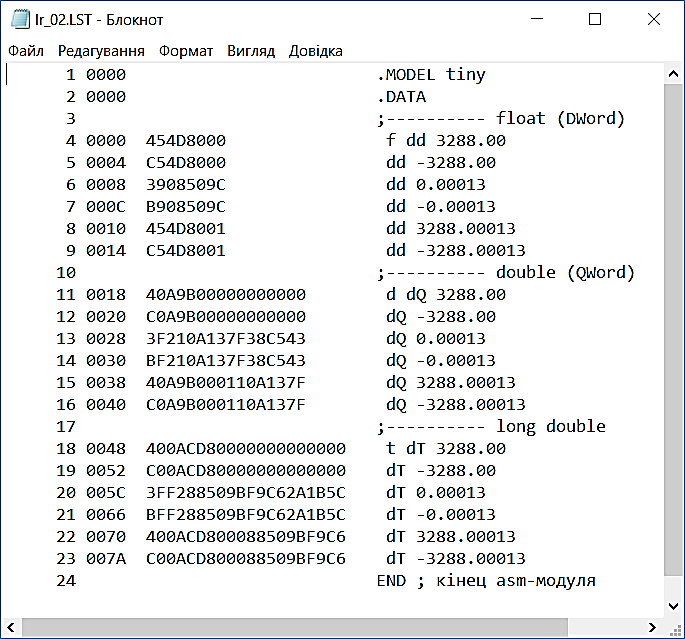 lr_02.LST - Блокнот
Файл Редагування Формат Вигляд Довідка
1 0000 .MODEL tiny
2 0000 .DATA
3 ;---------- float (DWord)
4 0000 454D8000 f dd 3288.00
5 0004 C54D8000 dd -3288.00
6 0008 3908509C dd 0.00013
7 000C B908509C dd -0.00013
8 0010 454D8001 dd 3288.00013
9 0014 C54D8001 dd -3288.00013
10 ;---------- double (QWord)
11 0018 40A9B00000000000 d dQ 3288.00
12 0020 C0A9B00000000000 dQ -3288.00
13 0028 3F210A137F38C543 dQ 0.00013
14 0030 BF210A137F38C543 dQ -0.00013
15 0038 40A9B000110A137F dQ 3288.00013
16 0040 C0A9B000110A137F dQ -3288.00013
17 ;---------- long double
18 0048 400ACD80000000000000 t dT 3288.00
19 0052 C00ACD80000000000000 dT -3288.00
20 005C 3FF288509BF9C62A1B5C dT 0.00013
21 0066 BFF288509BF9C62A1B5C dT -0.00013
22 0070 400ACD800088509BF9C6 dT 3288.00013
23 007A C00ACD800088509BF9C6 dT -3288.00013
24 END ; кінец asm-модуля